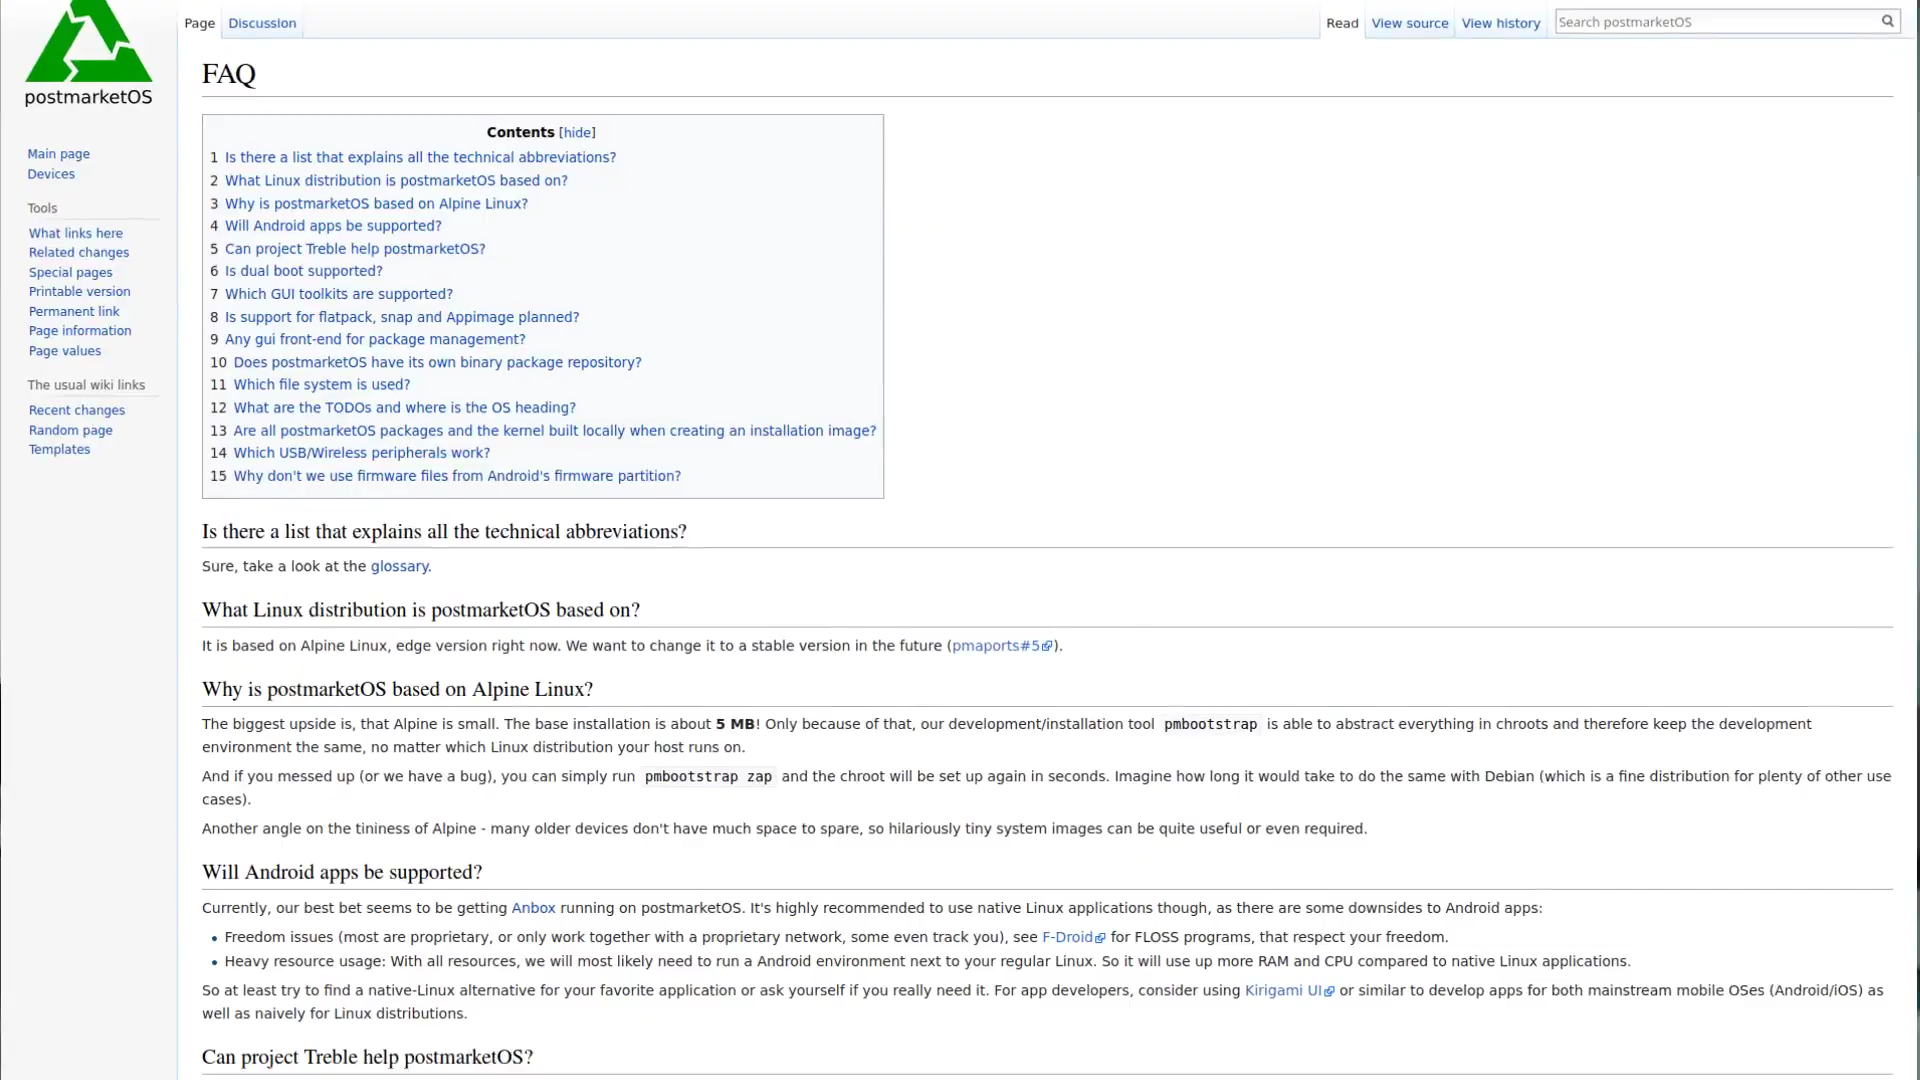 Page
Discussion
Read
View source
View history
Search postmarketOS
postmarketOS
Main page
Devices
Tools
What links here
Related changes
Special pages
Printable version
Permanent link
Page information
Page values
The usual wiki links
Recent changes
Random page
Templates
FAQ
Contents [hide]
1 Is there a list that explains all the technical abbreviations?
2 What Linux distribution is postmarketOS based on?
3 Why is postmarketOS based on Alpine Linux?
4 Will Android apps be supported?
5 Can project Treble help postmarketOS?
6 Is dual boot supported?
7 Which GUI toolkits are supported?
8 Is support for flatpack, snap and Appimage planned?
9 Any gui front-end for package management?
10 Does postmarketOS have its own binary package repository?
11 Which file system is used?
12 What are the TODOs and where is the OS heading?
13 Are all postmarketOS packages and the kernel built locally when creating an installation image?
14 Which USB/Wireless peripherals work?
15 Why don't we use firmware files from Android's firmware partition?
Is there a list that explains all the technical abbreviations?
Sure, take a look at the glossary.
What Linux distribution is postmarketOS based on?
It is based on Alpine Linux, edge version right now. We want to change it to a stable version in the future (pmaports#5).
Why is postmarketOS based on Alpine Linux?
The biggest upside is, that Alpine is small. The base installation is about 5 MB! Only because of that, our development/installation tool pmbootstrap is able to abstract everything in chroots and therefore keep the development
environment the same, no matter which Linux distribution your host runs on.
And if you messed up (or we have a bug), you can simply run pmbootstrap zap and the chroot will be set up again in seconds. Imagine how long it would take to do the same with Debian (which is a fine distribution for plenty of other use
cases).
Another angle on the tininess of Alpine - many older devices don't have much space to spare, so hilariously tiny system images can be quite useful or even required.
Will Android apps be supported?
Currently, our best bet seems to be getting Anbox running on postmarketOS. It's highly recommended to use native Linux applications though, as there are some downsides to Android apps:
• Freedom issues (most are proprietary, or only work together with a proprietary network, some even track you), see F-Droid for FLOSS programs, that respect your freedom.
• Heavy resource usage: With all resources, we will most likely need to run a Android environment next to your regular Linux. So it will use up more RAM and CPU compared to native Linux applications.
So at least try to find a native-Linux alternative for your favorite application or ask yourself if you really need it. For app developers, consider using Kirigami UI or similar to develop apps for both mainstream mobile OSes (Android/iOS) as
well as naively for Linux distributions.
Can project Treble help postmarketOS?